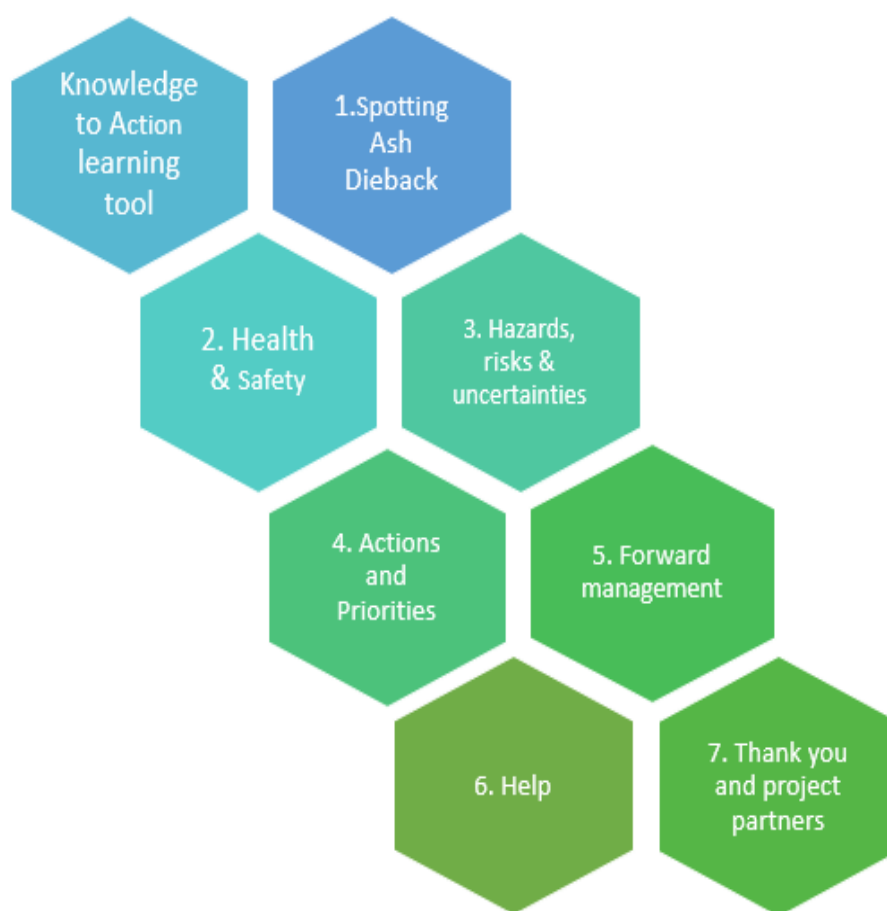 Knowledge
to Action
learning
tool
1.Spotting
Ash
Dieback
2. Health
& Safety
3. Hazards,
risks &
uncertainties
4. Actions
and
Priorities
5. Forward
management
6. Help
7. Thank you
and project
partners